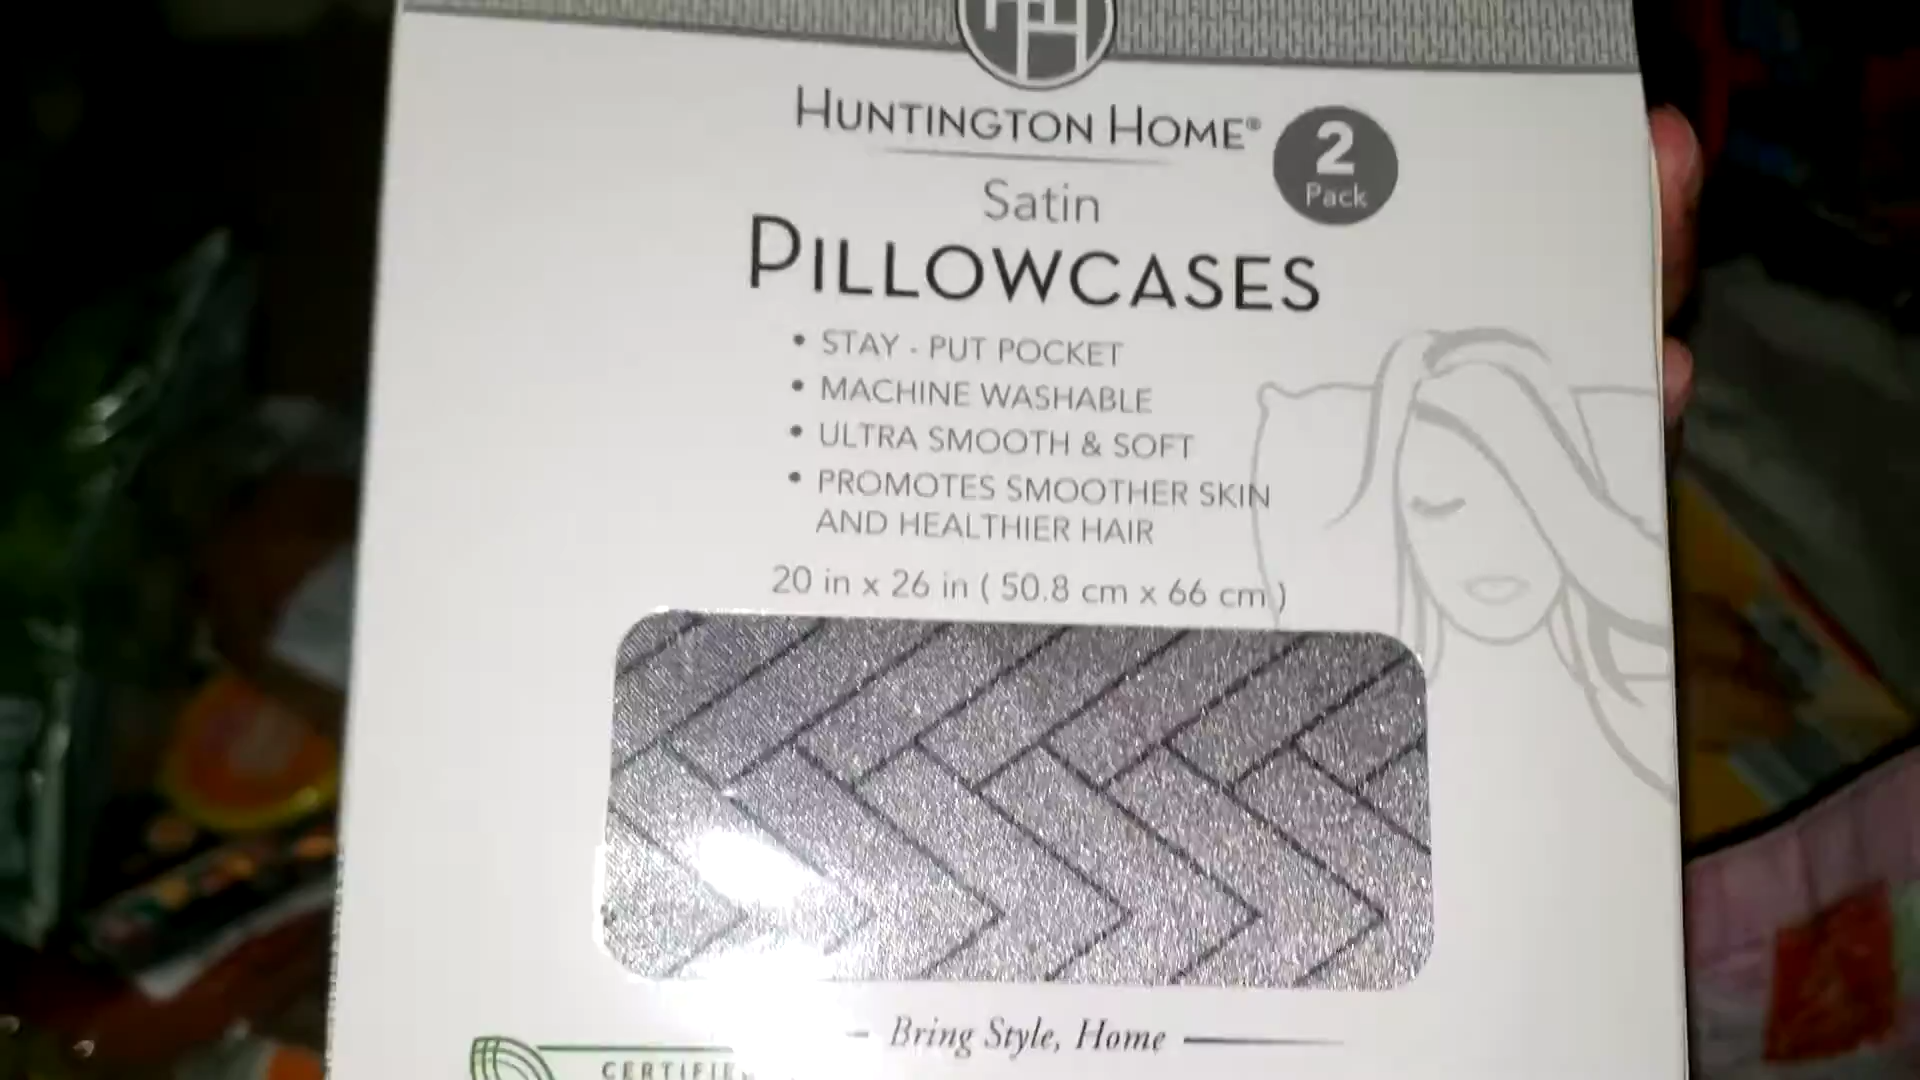 HUNTINGTON HOME®
2
Pack
Satin
PILLOWCASES
• STAY - PUT POCKET
• MACHINE WASHABLE
• ULTRA SMOOTH & SOFT
• PROMOTES SMOOTHER SKIN
AND HEALTHIER HAIR
20 in x 26 in ( 50.8 cm x 66 cm )
Bring Style, Home